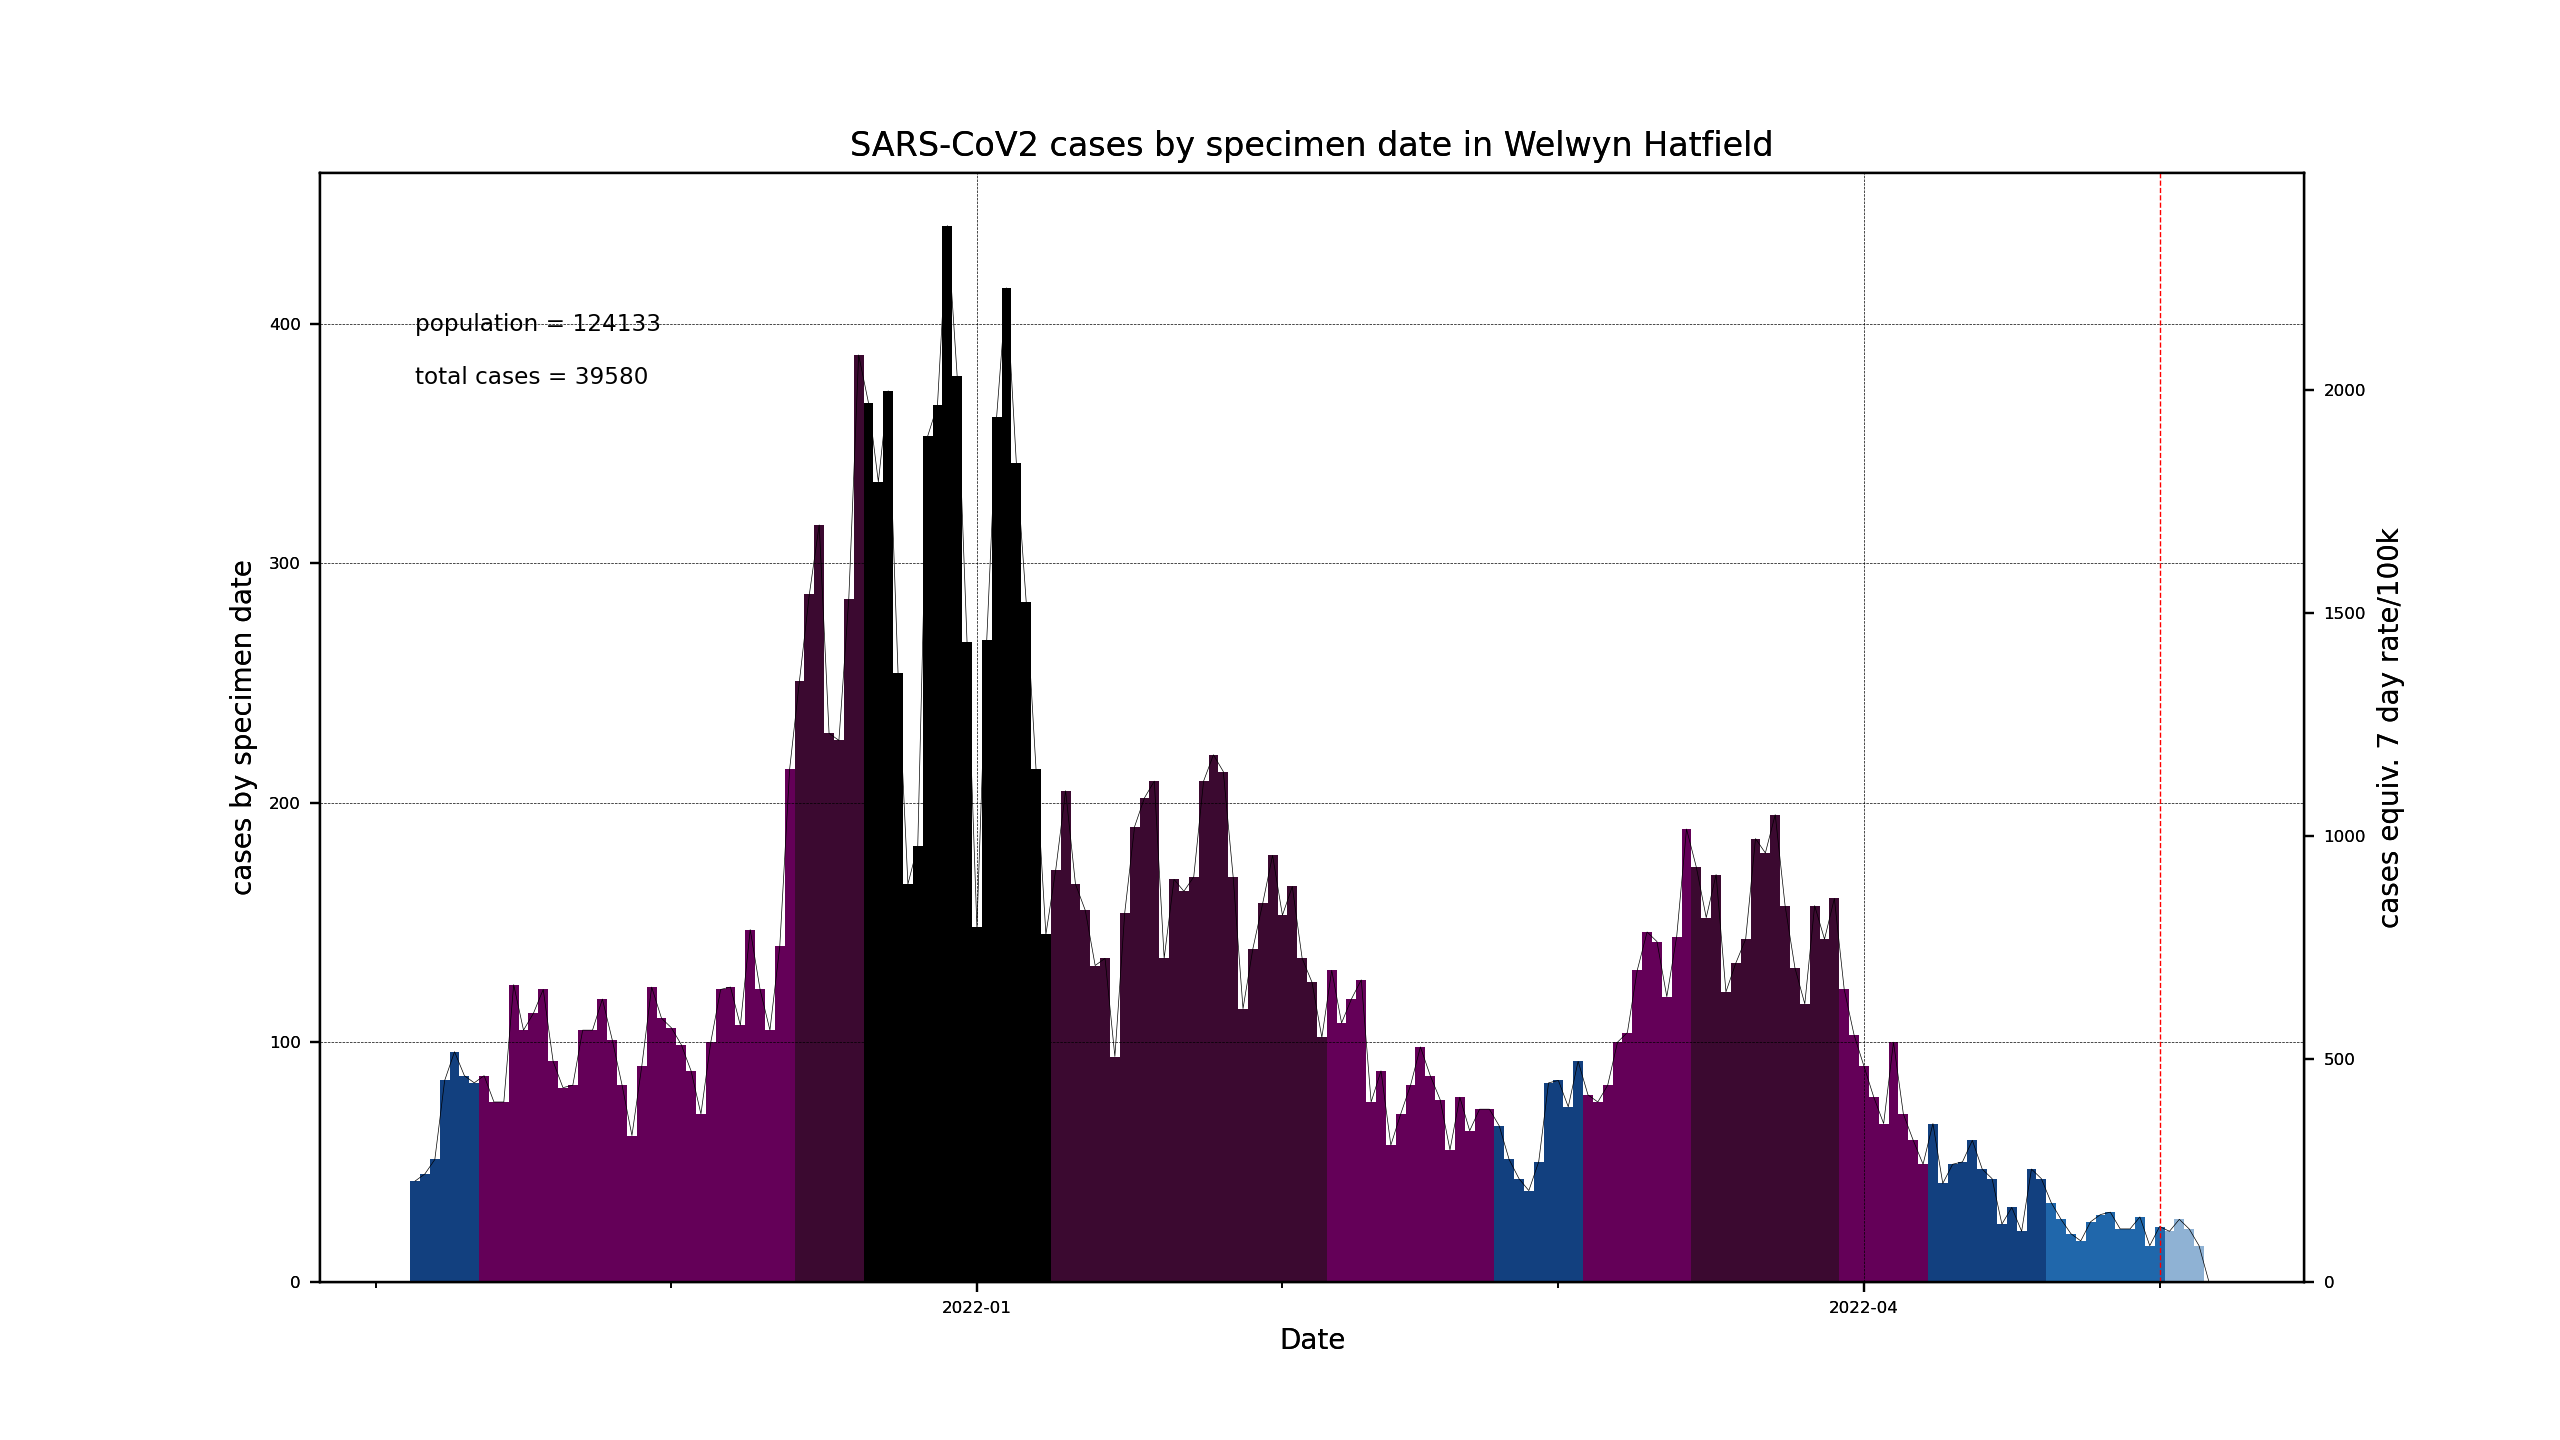 SARS-CoV2 cases by specimen date in Welwyn Hatfield
population = 124133
total cases = 39580
cases by specimen date
400
300
200
100
0
2000
1500
1000
500
0
cases equiv. 7 day rate/100k
2022-01
2022-04
Date